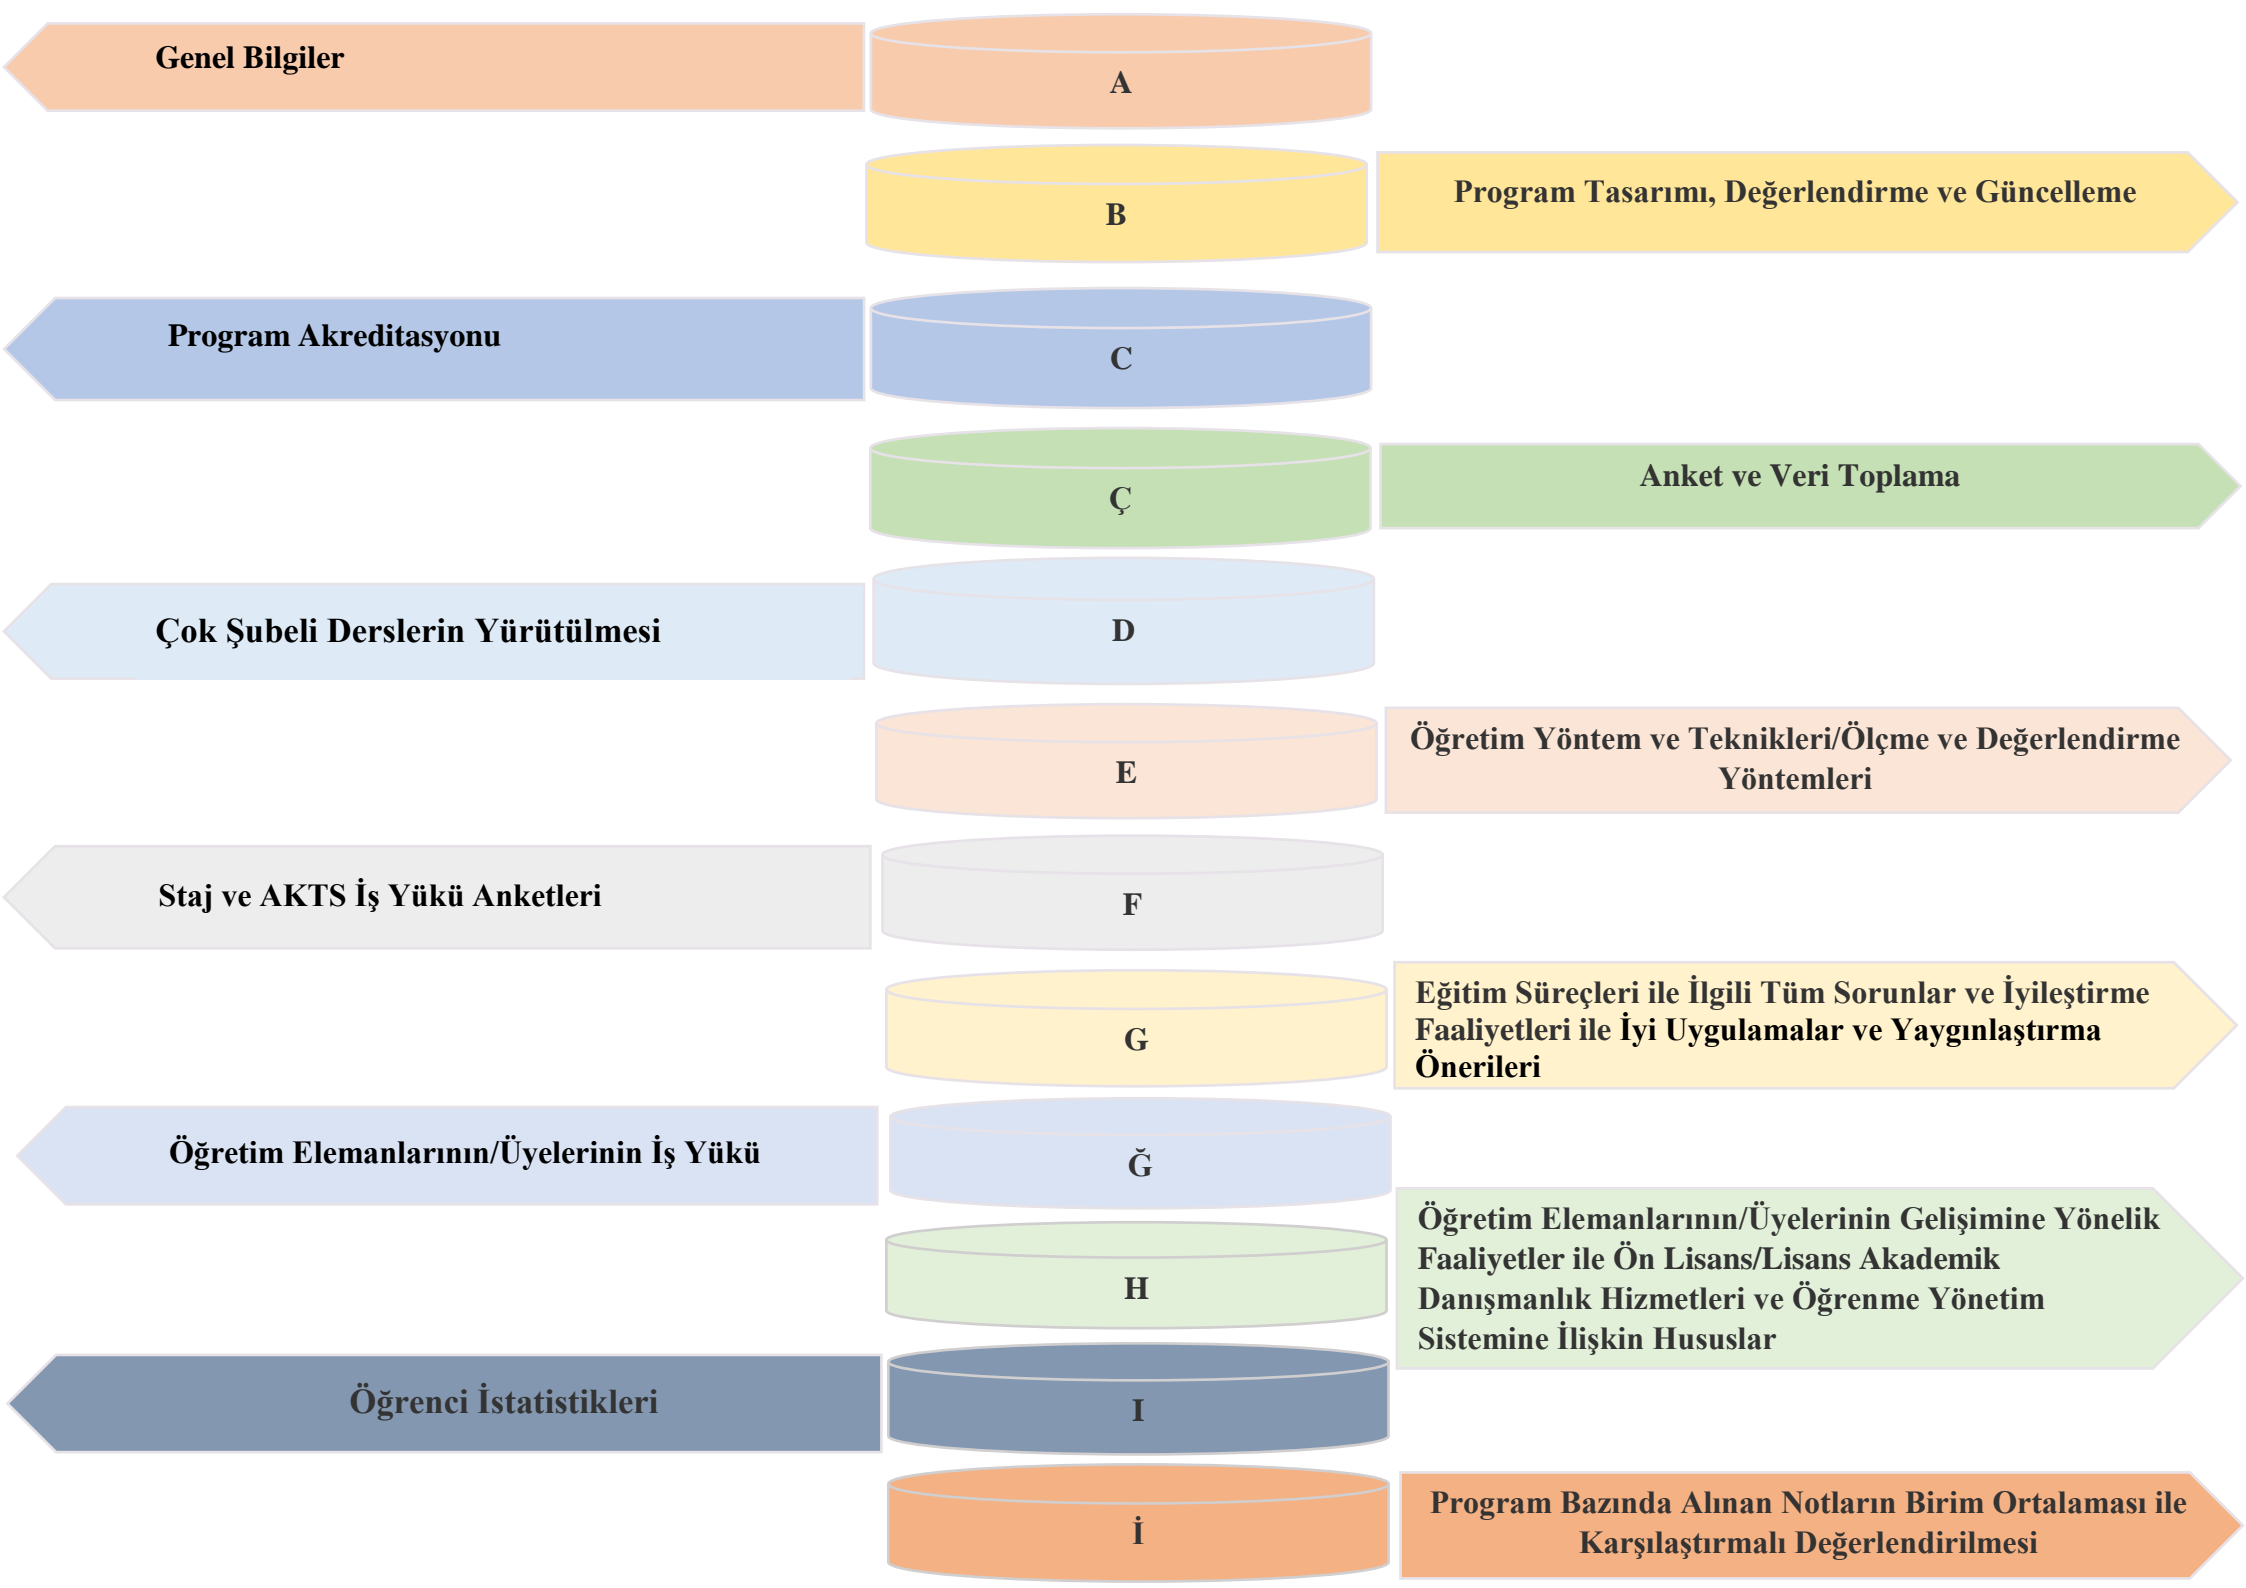 Genel Bilgiler
A
B
Program Tasarımı, Değerlendirme ve Güncelleme
Program Akreditasyonu
C
Ç
Anket ve Veri Toplama
Çok Şubeli Derslerin Yürütülmesi
D
E
Öğretim Yöntem ve Teknikleri/Ölçme ve Değerlendirme
Yöntemleri
Staj ve AKTS İş Yükü Anketleri
F
G
Eğitim Süreçleri ile İlgili Tüm Sorunlar ve İyileştirme
Faaliyetleri ile İyi Uygulamalar ve Yaygınlaştırma
Önerileri
Öğretim Elemanlarının/Üyelerinin İş Yükü
Ğ
H
Öğretim Elemanlarının/Üyelerinin Gelişimine Yönelik
Faaliyetler ile Ön Lisans/Lisans Akademik
Danışmanlık Hizmetleri ve Öğrenme Yönetim
Sistemine İlişkin Hususlar
Öğrenci İstatistikleri
I
İ
Program Bazında Alınan Notların Birim Ortalaması ile
Karşılaştırmalı Değerlendirilmesi